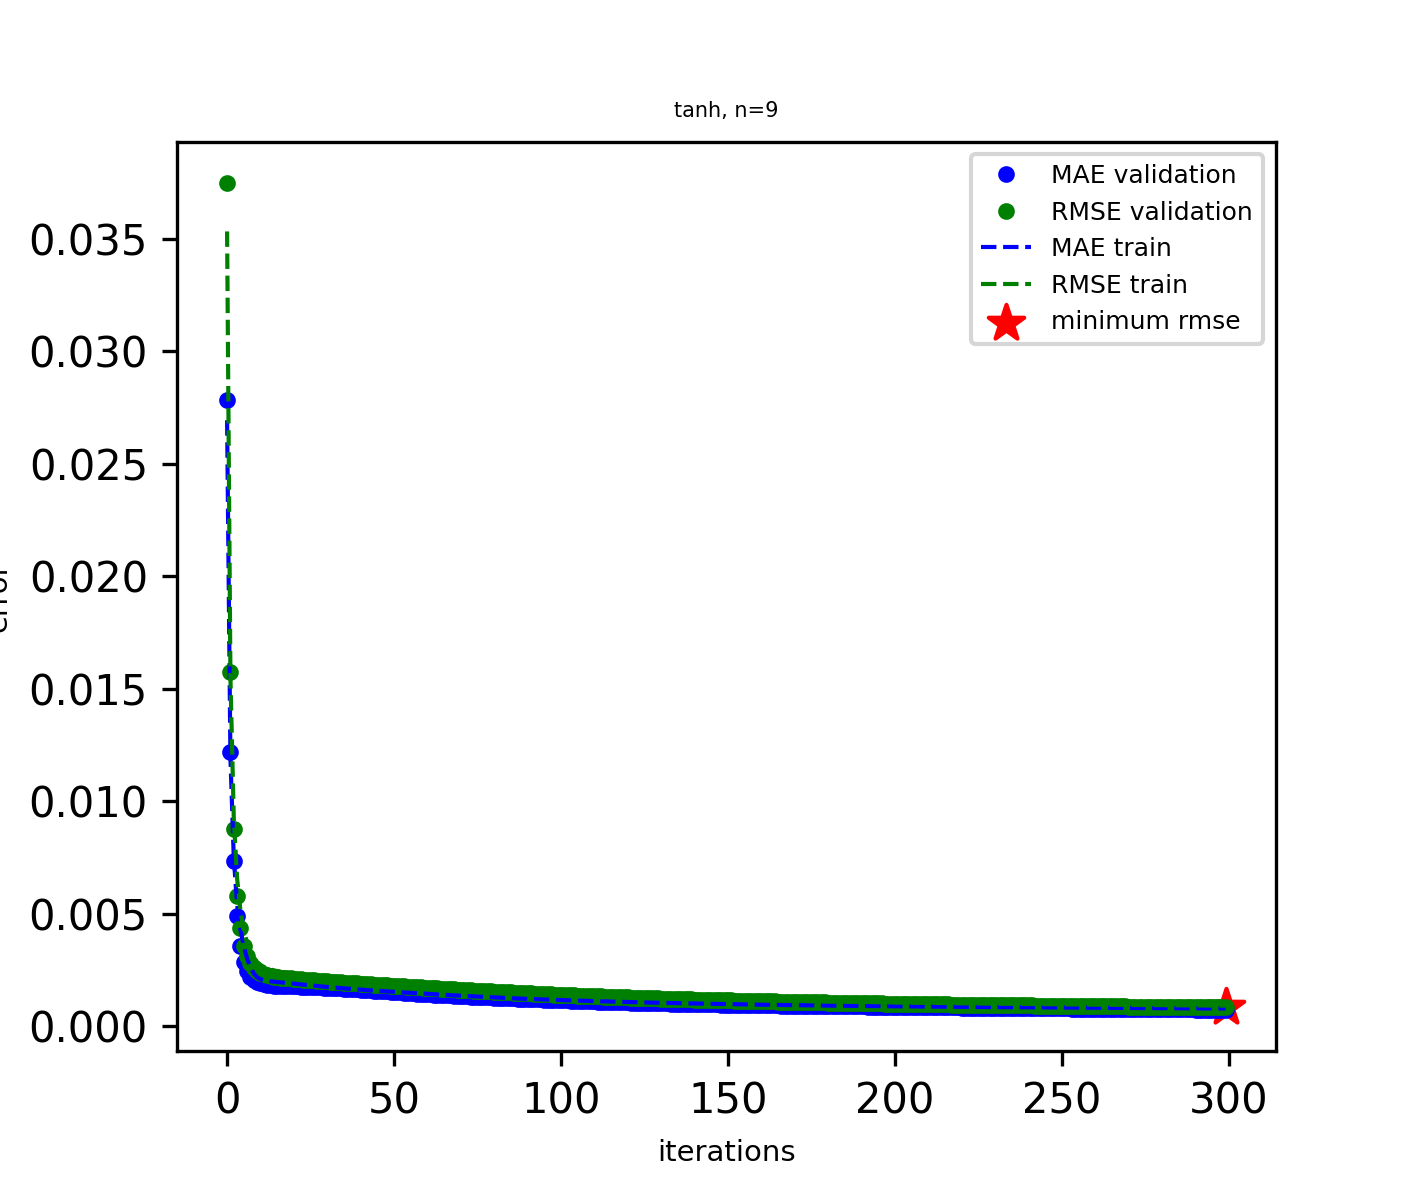 tanh, n=9
MAE validation
RMSE validation
MAE train
RMSE train
minimum rmse
0.035
0.030
0.025
0.020
0.015
0.010
0.005
0.000
0 50 100 150 200 250 300
iterations